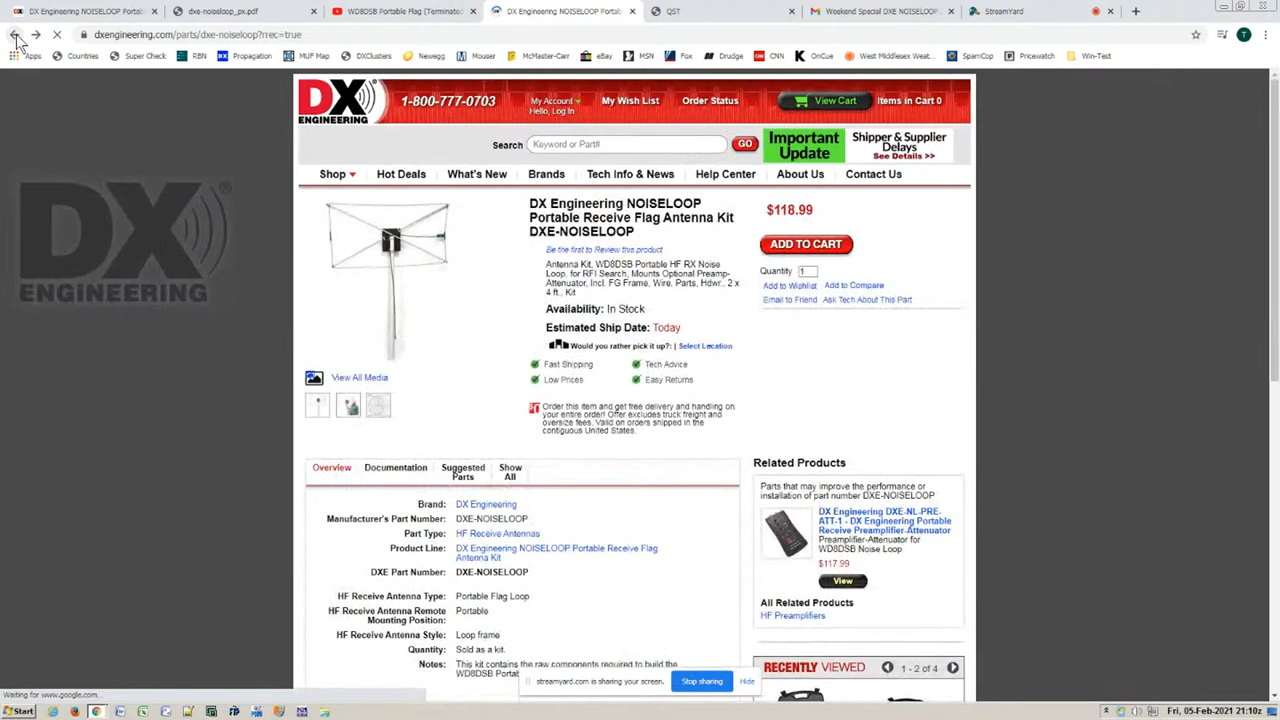 DX Engineering NOISELOOP Portab
dxe-noiseloop_px.pdf
WD8DSB Portable Flag (Terminated
DX Engineering NOISELOOP Portab
QST
Weekend Special DXE NOISELOOP
StreamYard
dxengineering.com/parts/dxe-noiseloop?rrec=true
T
Apps
Countries
Super Check
RBN
Propagation
MUF Map
DXClusters
Newegg
Mouser
McMaster-Carr
eBay
MSN
Fox
Drudge
CNN
OnCue
West Middlesex Weat...
SpamCop
Pricewatch
Win-Test
DX
ENGINEERING
1-800-777-0703
My Account
Hello, Log In
My Wish List
Order Status
View Cart
Items in Cart 0
Search
Keyword or Part#
GO
Important
Update
Shipper & Supplier
Delays
See Details >>
Shop
Hot Deals
What's New
Brands
Tech Info & News
Help Center
About Us
Contact Us
DX
ENGINEERING
DX Engineering NOISELOOP
Portable Receive Flag Antenna Kit
DXE-NOISELOOP
Be the first to Review this product
Antenna Kit, WD8DSB Portable HF RX Noise
Loop, for RFI Search, Mounts Optional Preamp-
Attenuator, Incl. FG Frame, Wire, Parts, Hdwr., 2 x
4 ft., Kit
Availability: In Stock
Estimated Ship Date: Today
Would you rather pick it up?: | Select Location
Fast Shipping
Tech Advice
Low Prices
Easy Returns
Order this item and get free delivery and handling on
your entire order! Offer excludes truck freight and
oversize fees. Valid on orders shipped in the
contiguous United States.
$118.99
ADD TO CART
Quantity 1
Add to Wishlist
Add to Compare
Email to Friend
Ask Tech About This Part
View All Media
Overview
Documentation
Suggested
Parts
Show
All
Brand: DX Engineering
Manufacturer's Part Number: DXE-NOISELOOP
Part Type: HF Receive Antennas
Product Line: DX Engineering NOISELOOP Portable Receive Flag
Antenna Kit
DXE Part Number: DXE-NOISELOOP
HF Receive Antenna Type: Portable Flag Loop
HF Receive Antenna Remote
Mounting Position: Portable
HF Receive Antenna Style: Loop frame
Quantity: Sold as a kit.
Notes: This kit contains the raw components required to build the
WD8DSB Portab
Related Products
Parts that may improve the performance or
installation of part number DXE-NOISELOOP
DX Engineering DXE-NL-PRE-
ATT-1 - DX Engineering Portable
Receive Preamplifier-Attenuator
Preamplifier-Attenuator for
WD8DSB Noise Loop
$117.99
View
All Related Products
HF Preamplifiers
RECENTLY VIEWED
1 - 2 of 4
streamyard.com is sharing your screen.
Stop sharing
Hide
Waiting for www.google.com...
Start
Fri, 05-Feb-2021 21:10z